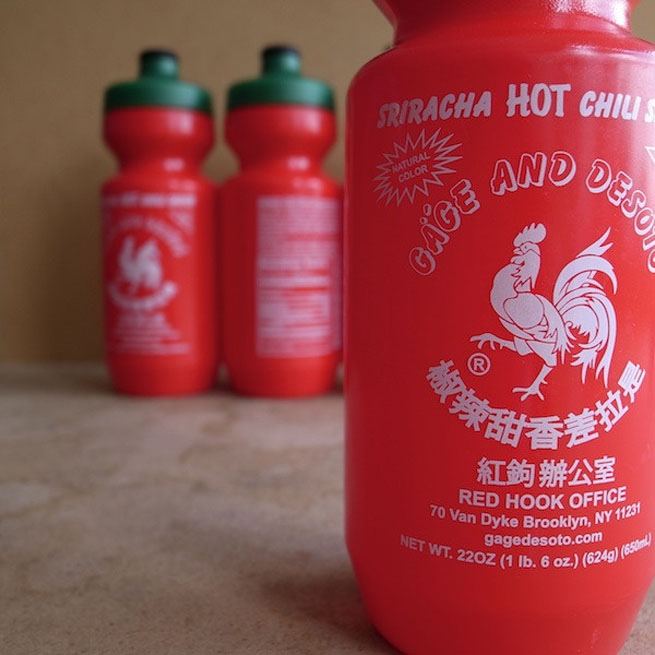 SRIRACHA HOT CHILI S
NATURAL
COLOR
GÄGE AND DESOTO
®
椒辣甜香差拉是
紅鉤辦公室
RED HOOK OFFICE
70 Van Dyke Brooklyn, NY 11231
gagedesoto.com
NET WT. 22OZ (1 lb. 6 oz.) (624g) (650mL)